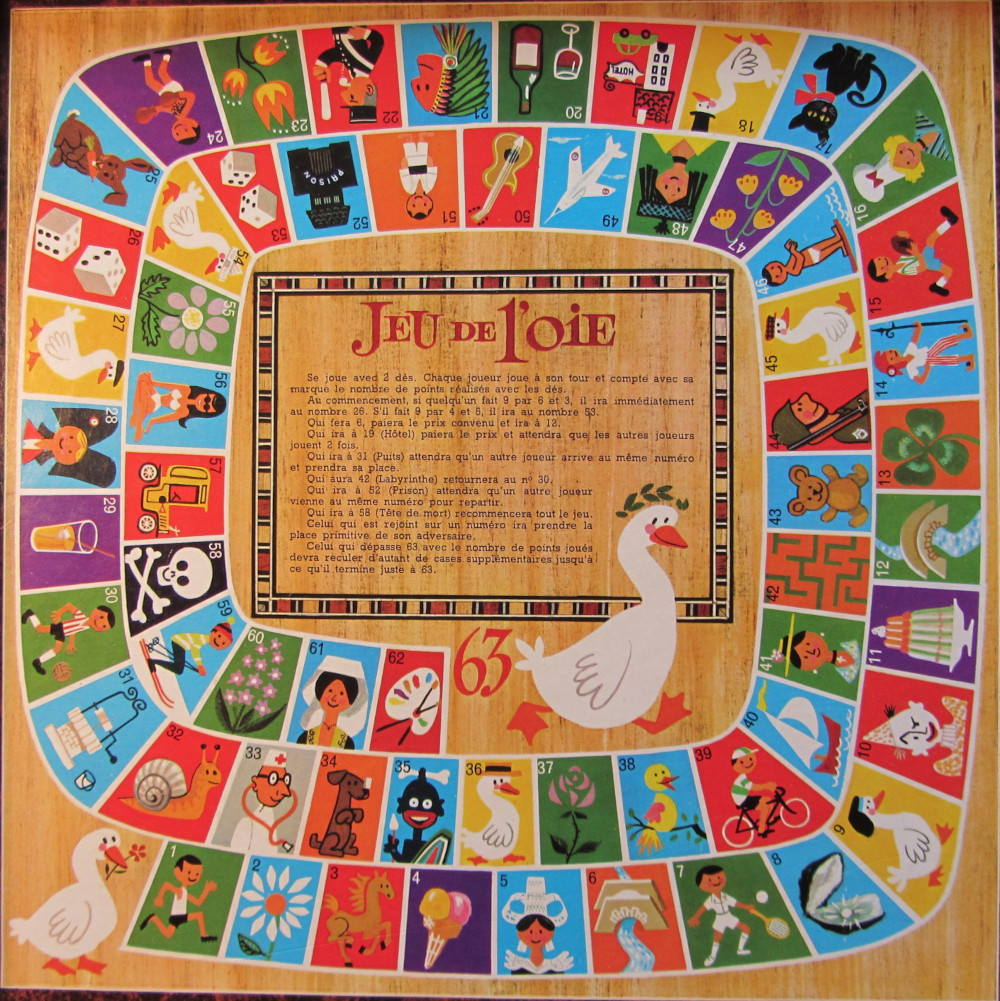 JEU DE l'OIE
Se joue aved 2 dés. Chaque joueur joue à son tour et compte avec sa
marque le nombre de points réalisés avec les dés.
Au commencement, si quelqu'un fait 9 par 6 et 3, il ira immédiatement
au nombre 26. S'il fait 9 par 4 et 5, il ira au nombre 53.
Qui fera 6, paiera le prix convenu et ira à 12.
Qui ira à 19 (Hôtel) paiera le prix et attendra que les autres joueurs
jouent 2 fois.
Qui ira à 31 (Puits) attendra qu'un autre joueur arrive au même numéro
et prendra sa place.
Qui aura 42 (Labyrinthe) retournera au nº 30.
Qui ira à 52 (Prison) attendra qu'un autre joueur
vienne au même numéro pour repartir.
Qui ira à 58 (Tête de mort) recommencera tout le jeu.
Celui qui est rejoint sur un numéro ira prendre la
place primitive de son adversaire.
Celui qui dépasse 63 avec le nombre de points joués
devra reculer d'autant de cases supplémentaires jusqu'à
ce qu'il termine juste à 63.
1
2
3
4
5
6
7
8
9
10
11
12
13
14
15
16
17
18
HOTEL
20
21
22
23
24
25
26
27
28
29
30
31
32
33
34
35
36
37
38
39
40
41
42
43
44
45
46
47
48
49
50
51
52
PRISON
53
54
55
56
57
58
59
60
61
62
63